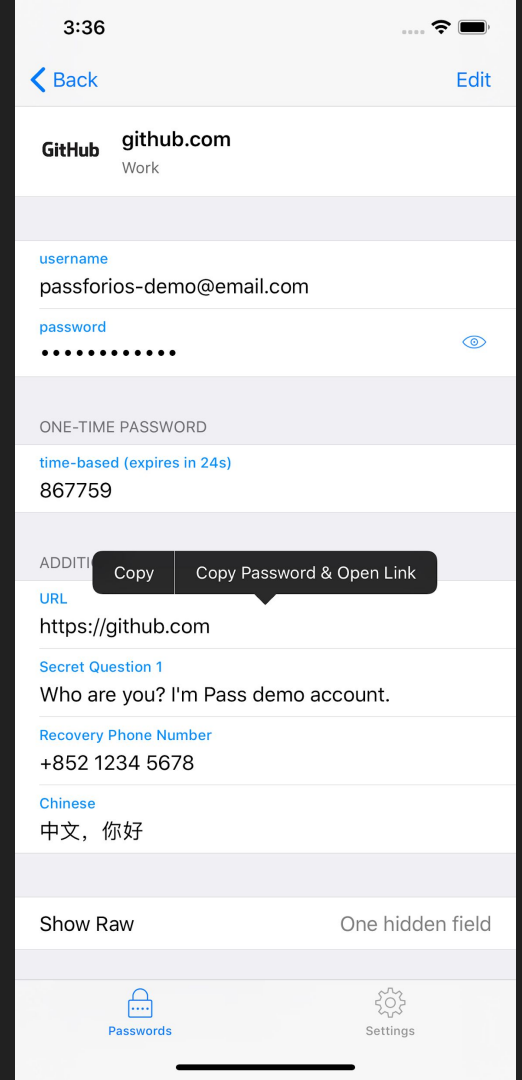 3:36
Back
Edit
GitHub
github.com
Work
username
passforios-demo@email.com
password
••••••••••••
ONE-TIME PASSWORD
time-based (expires in 24s)
867759
ADDITI
Copy
Copy Password & Open Link
URL
https://github.com
Secret Question 1
Who are you? I'm Pass demo account.
Recovery Phone Number
+852 1234 5678
Chinese
中文，你好
Show Raw
One hidden field
Passwords
Settings